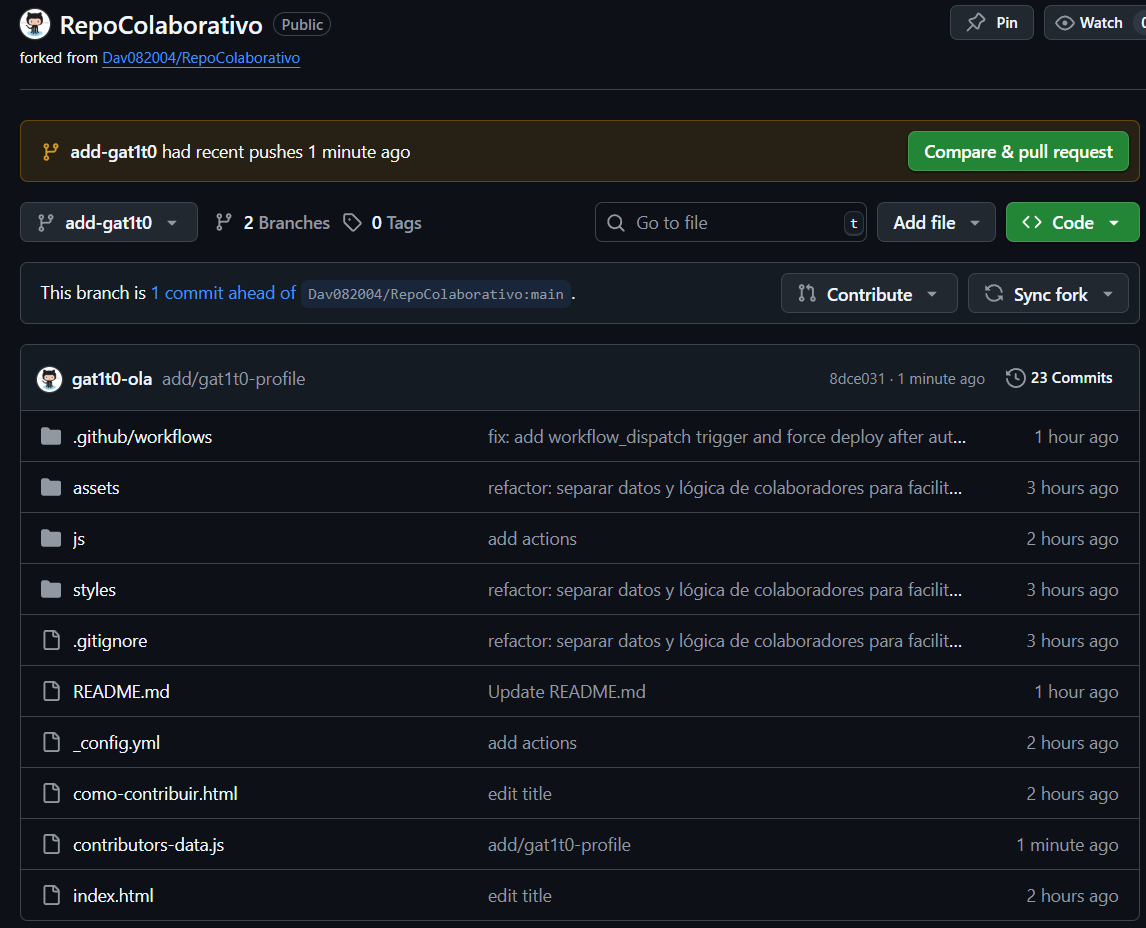 RepoColaborativo Public Pin Watch
forked from Dav082004/RepoColaborativo
add-gat1t0 had recent pushes 1 minute ago Compare & pull request
add-gat1t0 2 Branches 0 Tags Go to file t Add file Code
This branch is 1 commit ahead of Dav082004/RepoColaborativo:main . Contribute Sync fork
gat1t0-ola add/gat1t0-profile 8dce031 · 1 minute ago 23 Commits
.github/workflows fix: add workflow_dispatch trigger and force deploy after aut... 1 hour ago
assets refactor: separar datos y lógica de colaboradores para facilit... 3 hours ago
js add actions 2 hours ago
styles refactor: separar datos y lógica de colaboradores para facilit... 3 hours ago
.gitignore refactor: separar datos y lógica de colaboradores para facilit... 3 hours ago
README.md Update README.md 1 hour ago
_config.yml add actions 2 hours ago
como-contribuir.html edit title 2 hours ago
contributors-data.js add/gat1t0-profile 1 minute ago
index.html edit title 2 hours ago